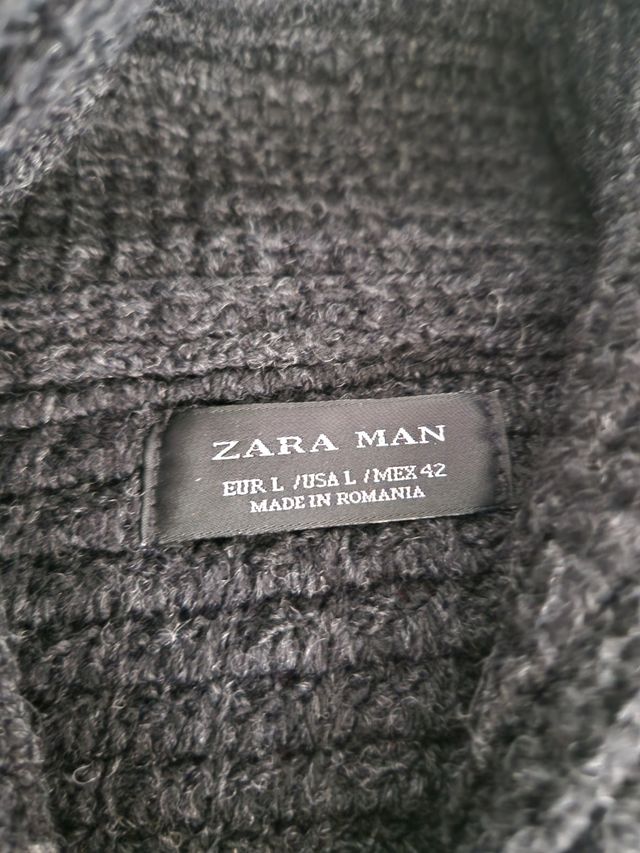 ZARA MAN
EUR L /USA L /MEX 42
MADE IN ROMANIA